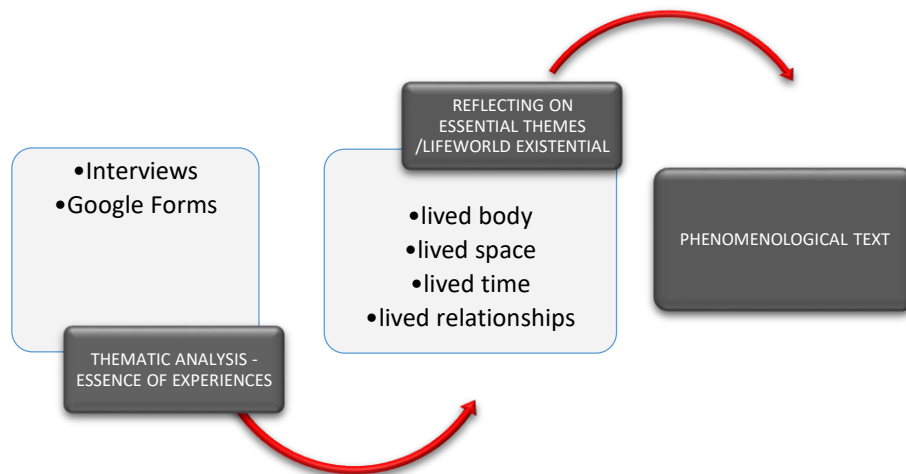 •Interviews
•Google Forms
THEMATIC ANALYSIS -
ESSENCE OF EXPERIENCES
REFLECTING ON
ESSENTIAL THEMES
/LIFEWORLD EXISTENTIAL
•lived body
•lived space
•lived time
•lived relationships
PHENOMENOLOGICAL TEXT